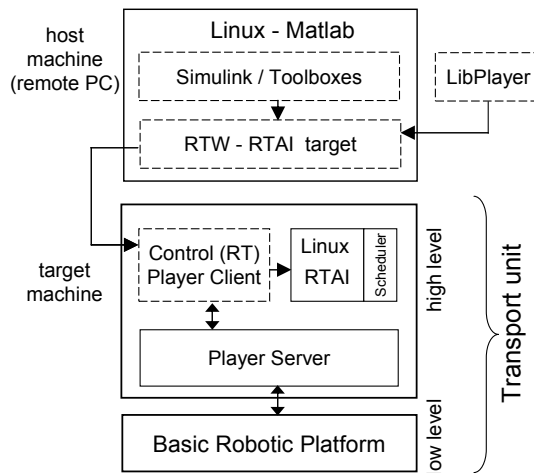 Linux - Matlab
host
machine
(remote PC)
Simulink / Toolboxes
LibPlayer
RTW - RTAI target
Control (RT)
Player Client
Linux
RTAI
Scheduler
high level
target
machine
Player Server
Transport unit
Basic Robotic Platform
low level